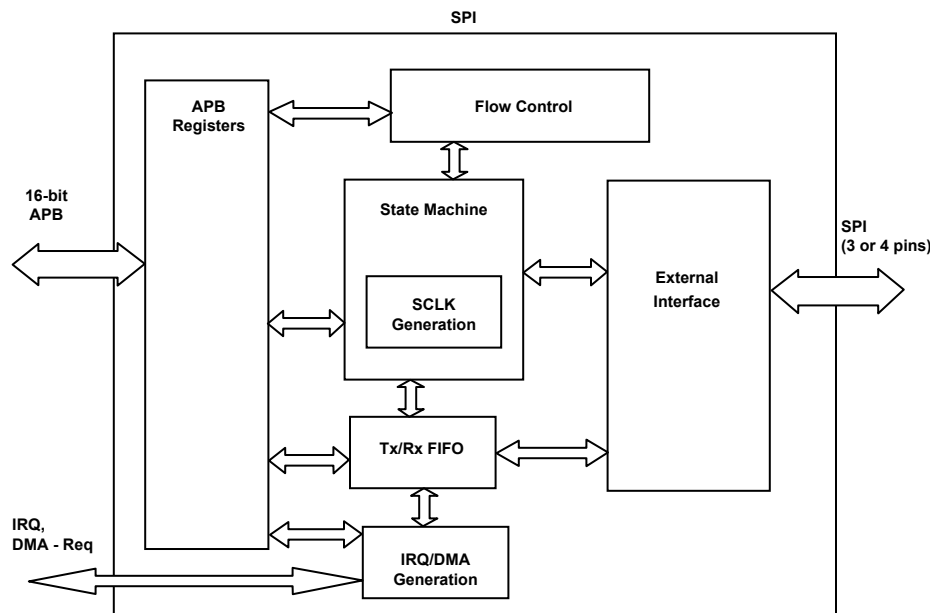 SPI
APB
Registers
Flow Control
16-bit
APB
State Machine
SCLK
Generation
External
Interface
SPI
(3 or 4 pins)
Tx/Rx FIFO
IRQ,
DMA - Req
IRQ/DMA
Generation